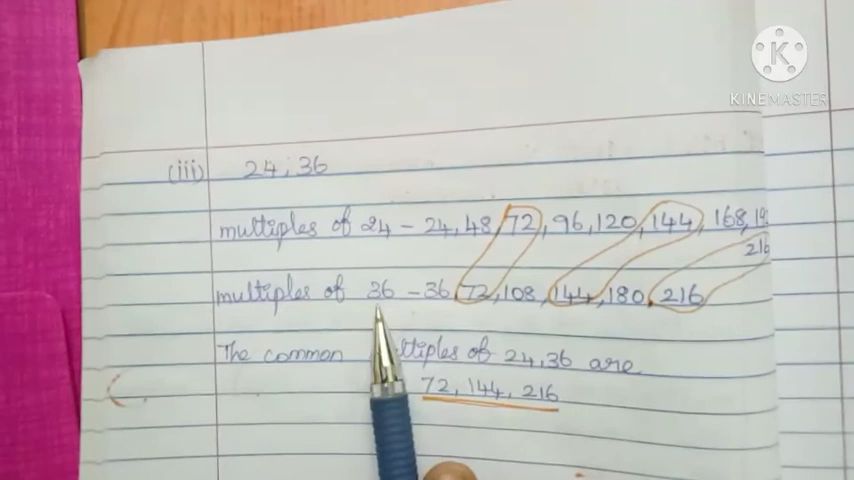 KINEMASTER
(iii) 24, 36
multiples of 24 - 24, 48, 72, 96, 120, 144, 168,
216
multiples of 36 - 36, 72, 108, 144, 180, 216
The common of 24, 36 are
72, 144, 216